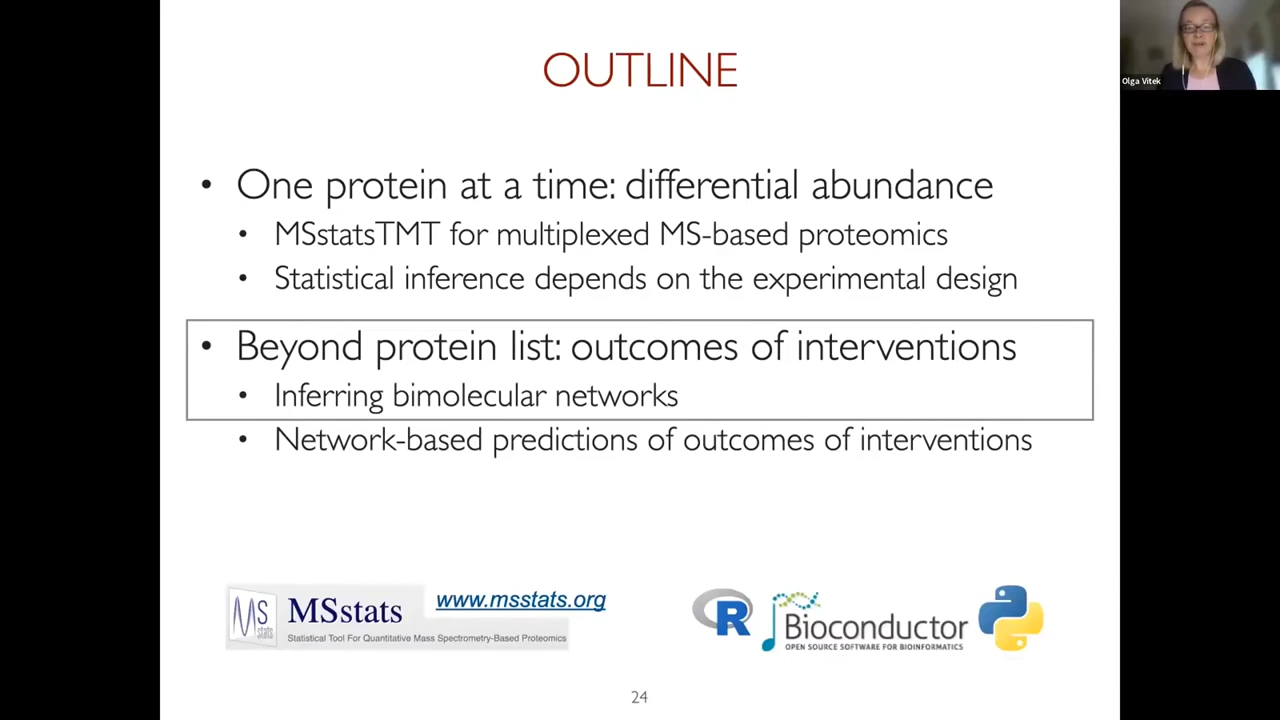 OUTLINE
Olga Vitek
• One protein at a time: differential abundance
• MSstatsTMT for multiplexed MS-based proteomics
• Statistical inference depends on the experimental design
• Beyond protein list: outcomes of interventions
• Inferring bimolecular networks
• Network-based predictions of outcomes of interventions
MS
stats
MSstats
www.msstats.org
Statistical Tool For Quantitative Mass Spectrometry-Based Proteomics
R
Bioconductor
OPEN SOURCE SOFTWARE FOR BIOINFORMATICS
24